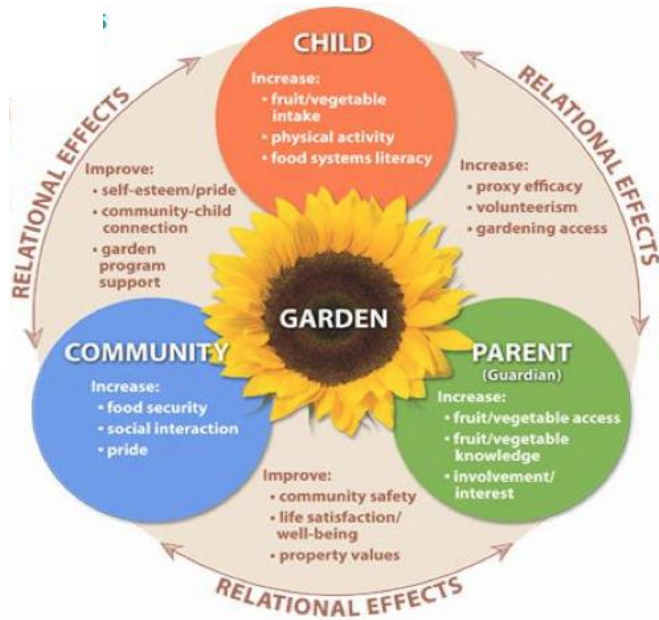 s
CHILD
Increase:
• fruit/vegetable
intake
• physical activity
• food systems literacy
RELATIONAL EFFECTS
Improve:
• self-esteem/pride
• community-child
connection
• garden
program
support
RELATIONAL EFFECTS
Increase:
• proxy efficacy
• volunteerism
• gardening access
GARDEN
COMMUNITY
Increase:
• food security
• social interaction
• pride
PARENT
(Guardian)
Increase:
• fruit/vegetable access
• fruit/vegetable
knowledge
• involvement/
interest
Improve:
• community safety
• life satisfaction/
well-being
• property values
RELATIONAL EFFECTS